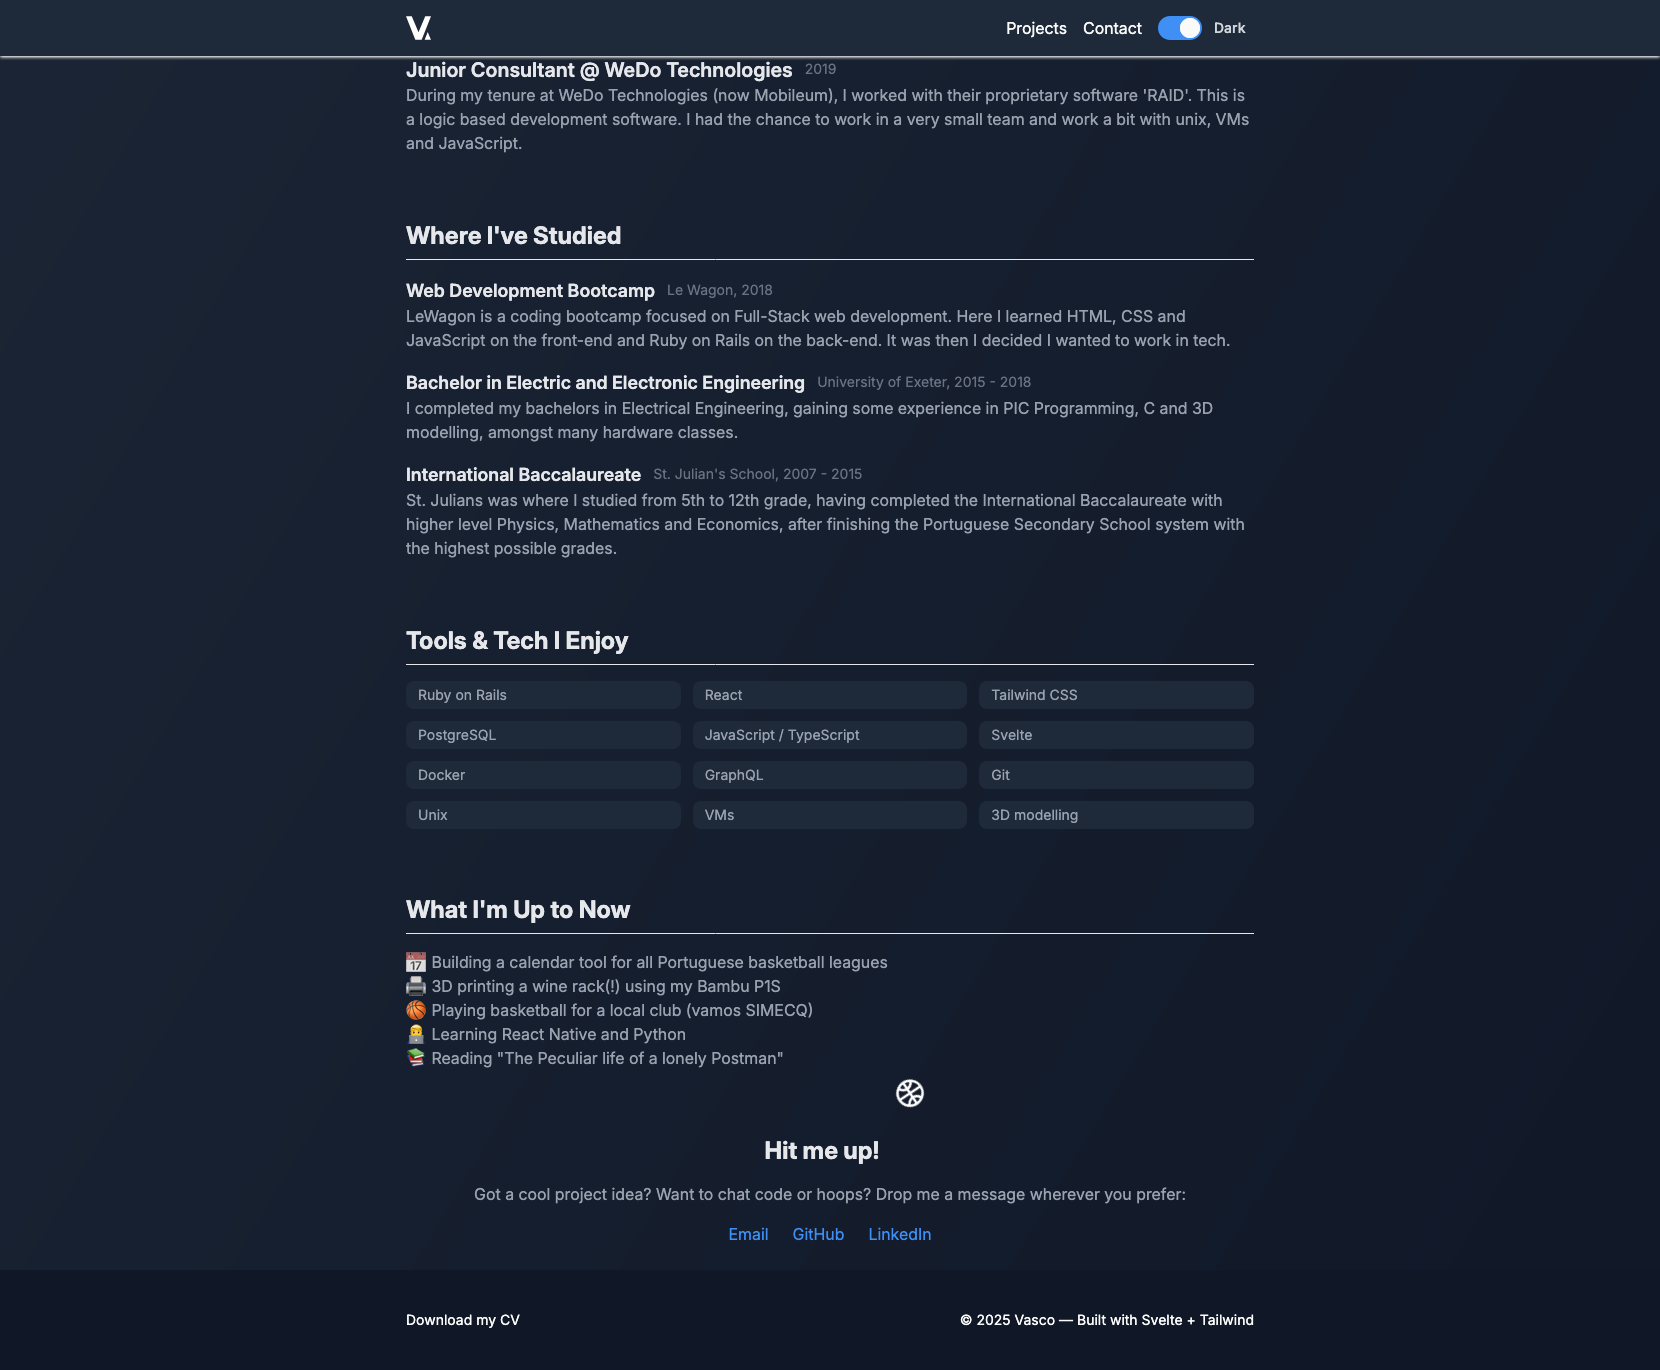 V.
Projects Contact Dark
Junior Consultant @ WeDo Technologies 2019
During my tenure at WeDo Technologies (now Mobileum), I worked with their proprietary software 'RAID'. This is
a logic based development software. I had the chance to work in a very small team and work a bit with unix, VMs
and JavaScript.
Where I've Studied
Web Development Bootcamp Le Wagon, 2018
LeWagon is a coding bootcamp focused on Full-Stack web development. Here I learned HTML, CSS and
JavaScript on the front-end and Ruby on Rails on the back-end. It was then I decided I wanted to work in tech.
Bachelor in Electric and Electronic Engineering University of Exeter, 2015 - 2018
I completed my bachelors in Electrical Engineering, gaining some experience in PIC Programming, C and 3D
modelling, amongst many hardware classes.
International Baccalaureate St. Julian's School, 2007 - 2015
St. Julians was where I studied from 5th to 12th grade, having completed the International Baccalaureate with
higher level Physics, Mathematics and Economics, after finishing the Portuguese Secondary School system with
the highest possible grades.
Tools & Tech I Enjoy
Ruby on Rails React Tailwind CSS
PostgreSQL JavaScript / TypeScript Svelte
Docker GraphQL Git
Unix VMs 3D modelling
What I'm Up to Now
📅 Building a calendar tool for all Portuguese basketball leagues
🖨️ 3D printing a wine rack(!) using my Bambu P1S
🏀 Playing basketball for a local club (vamos SIMECQ)
👨‍💻 Learning React Native and Python
📚 Reading "The Peculiar life of a lonely Postman"
Hit me up!
Got a cool project idea? Want to chat code or hoops? Drop me a message wherever you prefer:
Email GitHub LinkedIn
Download my CV © 2025 Vasco — Built with Svelte + Tailwind